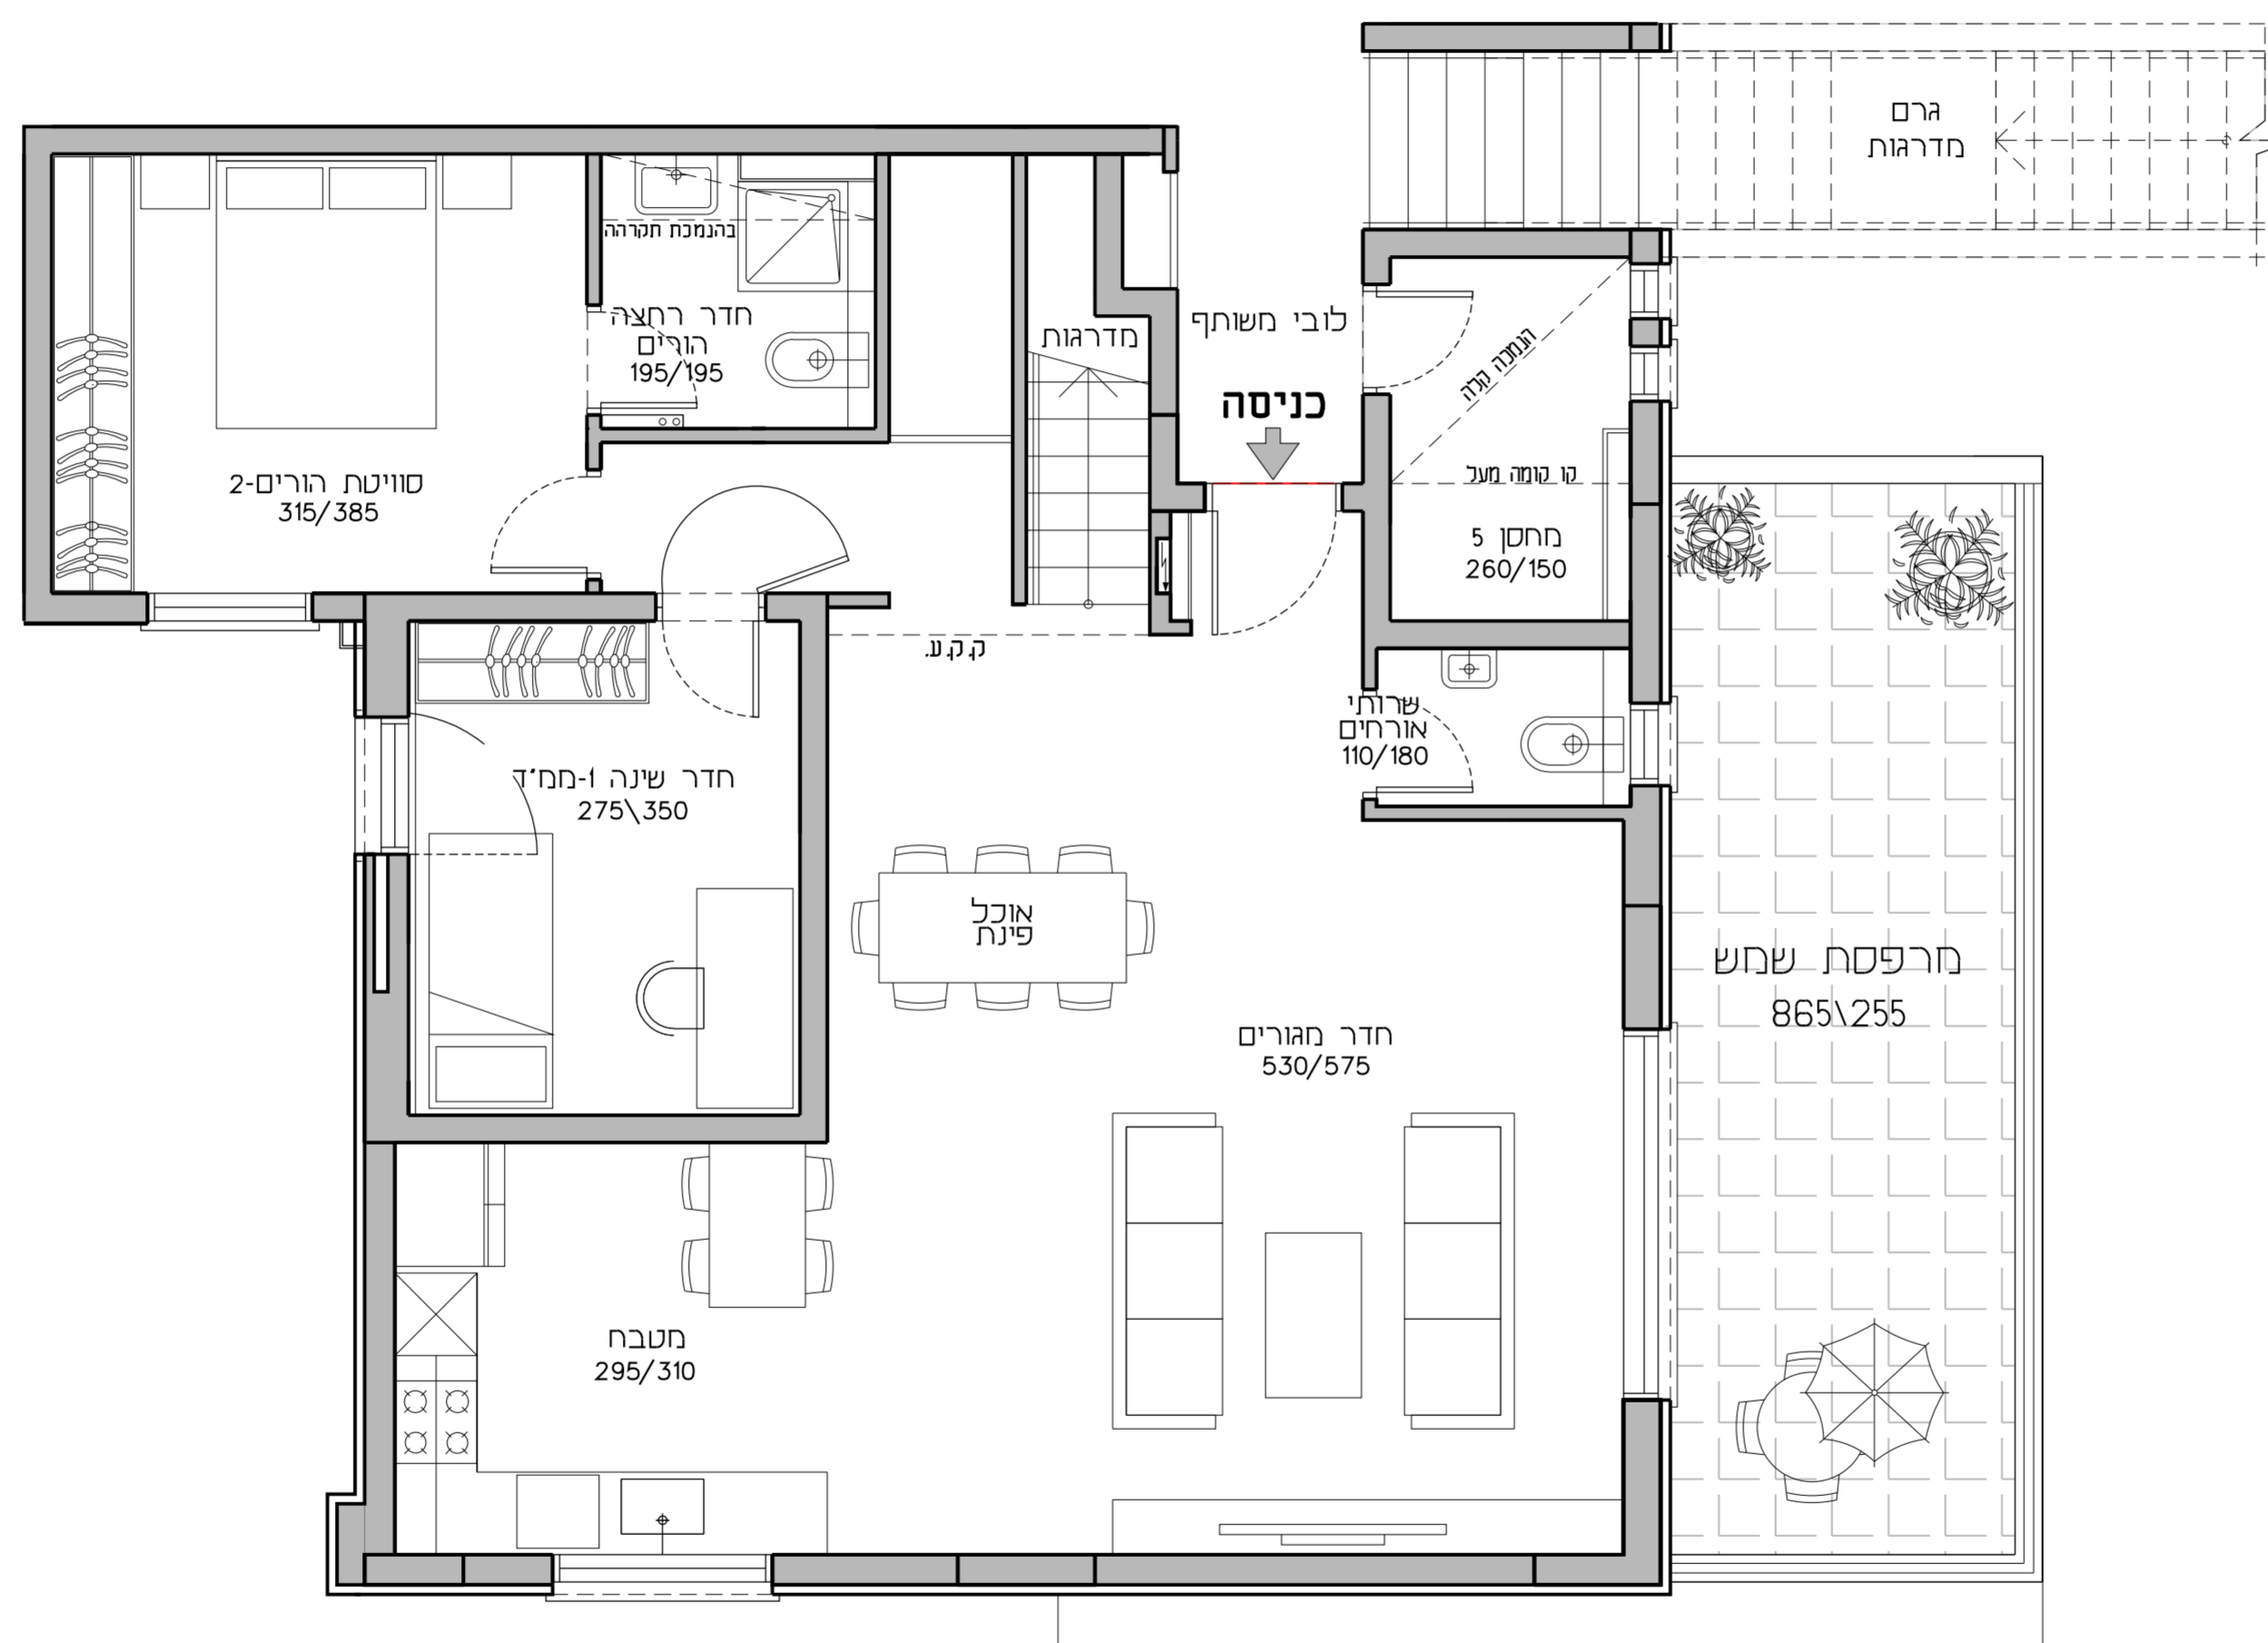 גרם
מדרגות
בהנמכת תקרהה
חדר רחצה
הורים
195/195
מדרגות
לובי משותף
כניסה
הנמכה קלה
קו קומה מעל
מחסן 5
260/150
סוויטת הורים-2
315/385
ק.ק.ע.
שרותי
אורחים
110/180
חדר שינה 1-ממ"ד
275\350
אוכל
פינת
מרפסת שמש
865\255
חדר מגורים
530/575
מטבח
295/310